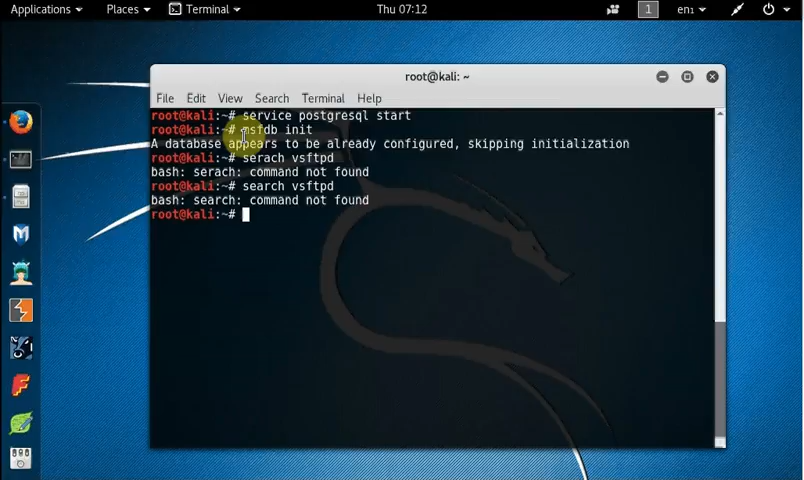 Applications Places Terminal Thu 07:12 1 en₁
root@kali: ~
File Edit View Search Terminal Help
root@kali:~# service postgresql start
root@kali:~# msfdb init
A database appears to be already configured, skipping initialization
root@kali:~# serach vsftpd
bash: serach: command not found
root@kali:~# search vsftpd
bash: search: command not found
root@kali:~#